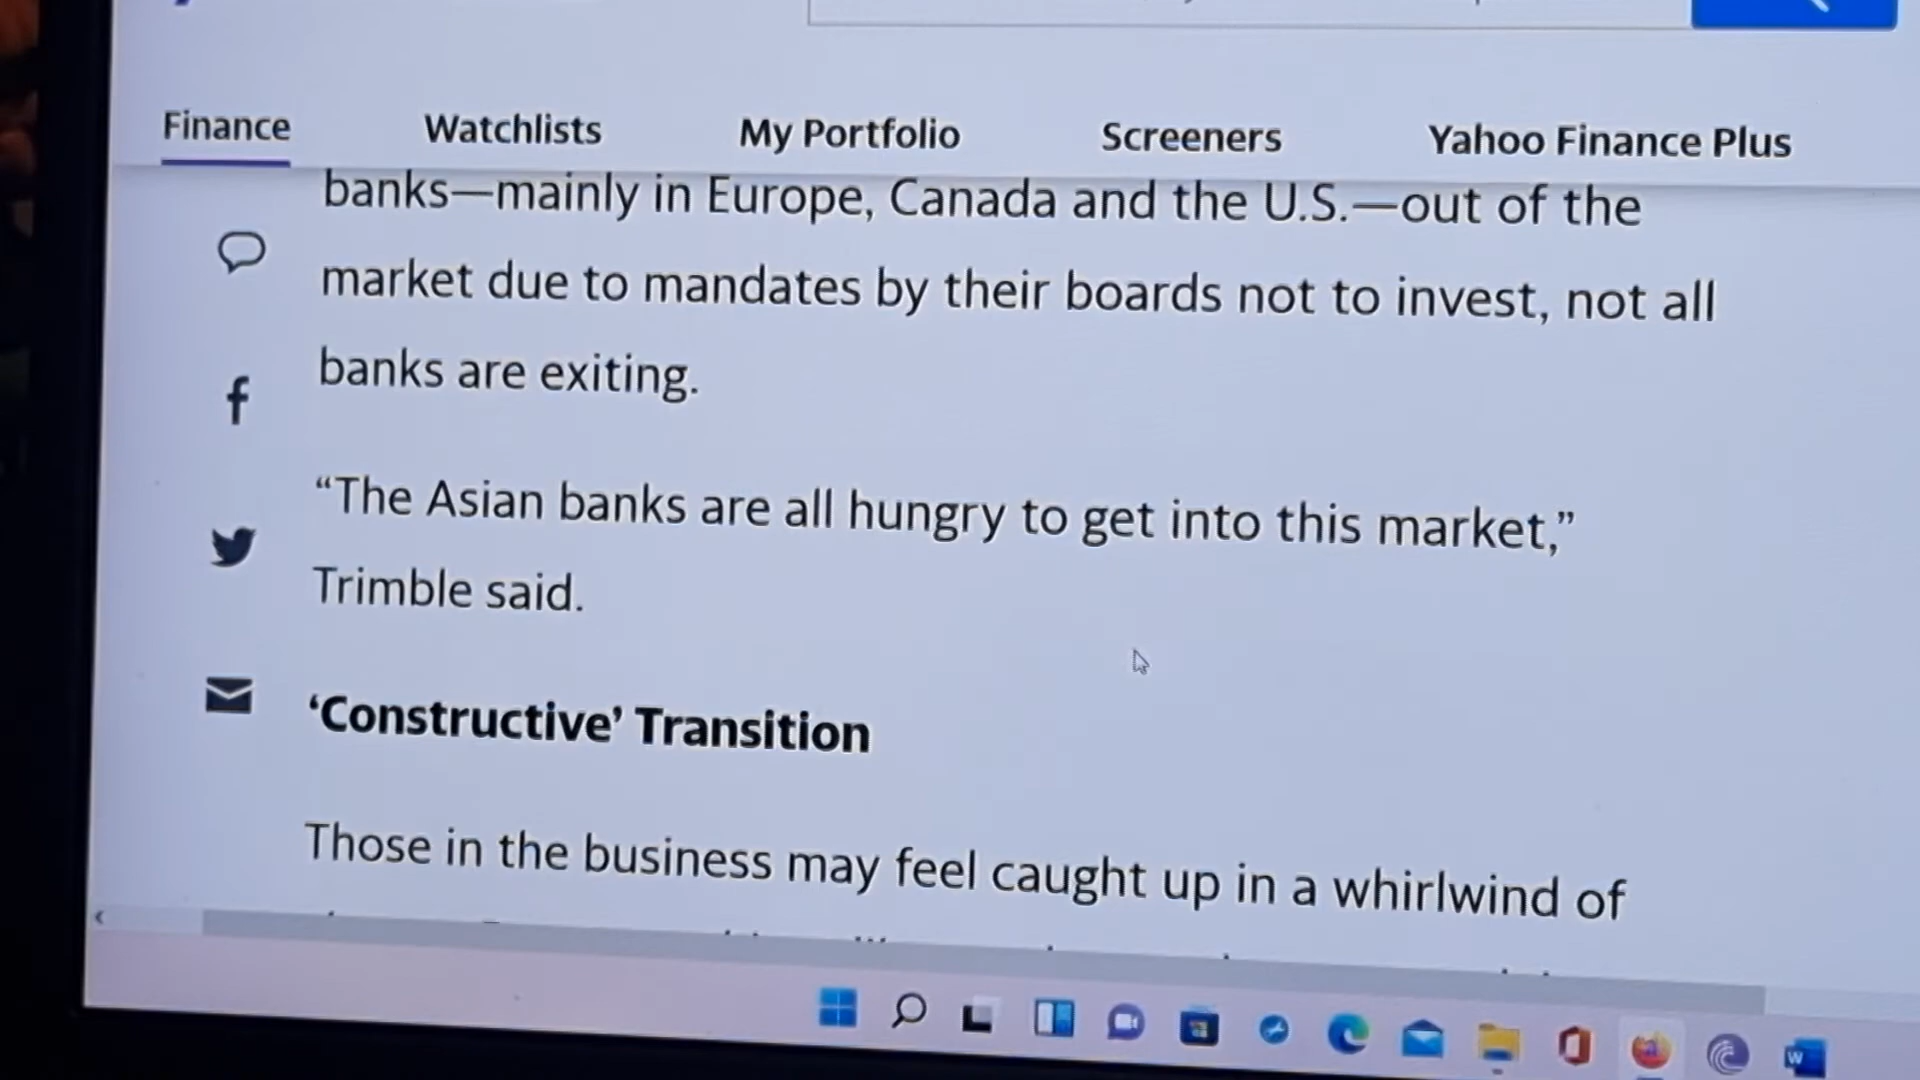 Finance Watchlists My Portfolio Screeners Yahoo Finance Plus
banks—mainly in Europe, Canada and the U.S.—out of the
market due to mandates by their boards not to invest, not all
banks are exiting.
“The Asian banks are all hungry to get into this market,”
Trimble said.
‘Constructive’ Transition
Those in the business may feel caught up in a whirlwind of